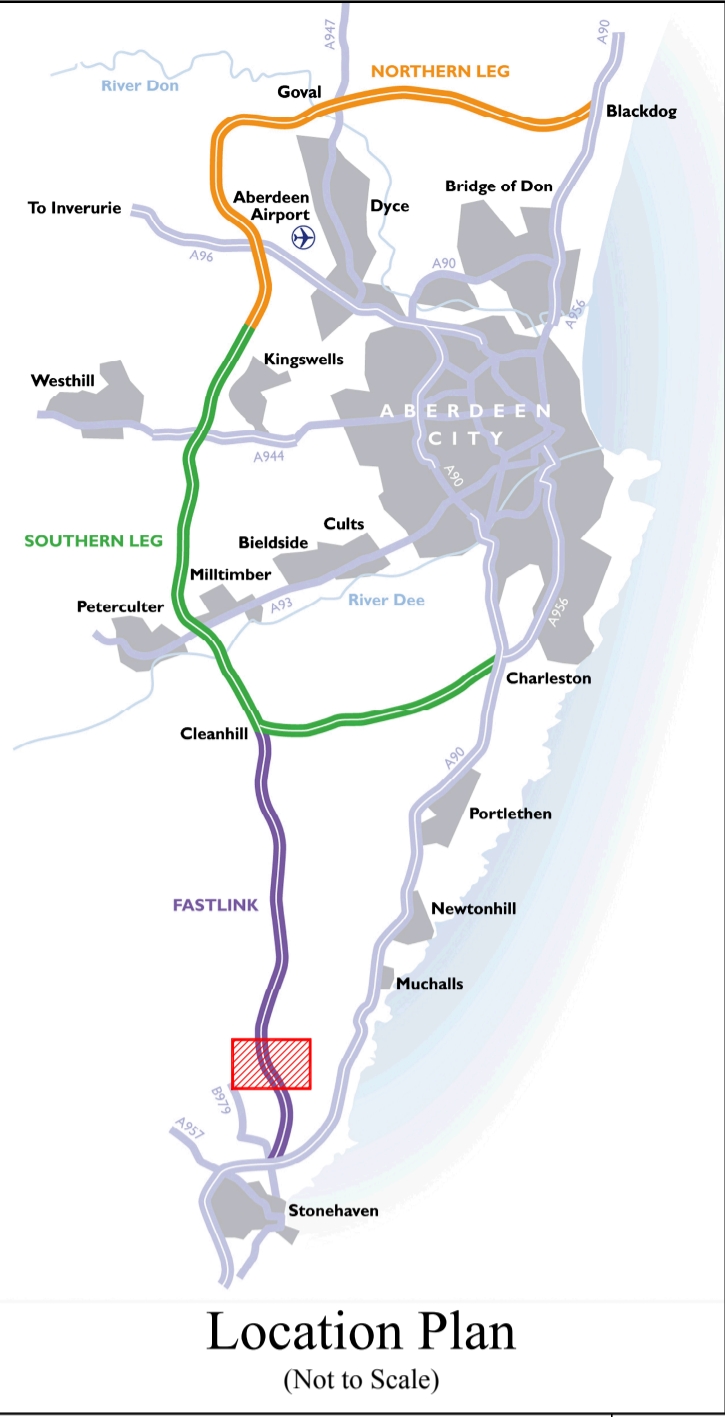 A947
A90
NORTHERN LEG
River Don
Goval
Blackdog
Bridge of Don
Aberdeen
Airport
Dyce
To Inverurie
A96
A90
A956
Kingswells
Westhill
ABERDEEN
CITY
A944
A90
Cults
SOUTHERN LEG
Bieldside
Milltimber
Peterculter
A93
River Dee
A956
Charleston
Cleanhill
A90
Portlethen
FASTLINK
Newtonhill
Muchalls
B979
A957
Stonehaven
Location Plan
(Not to Scale)